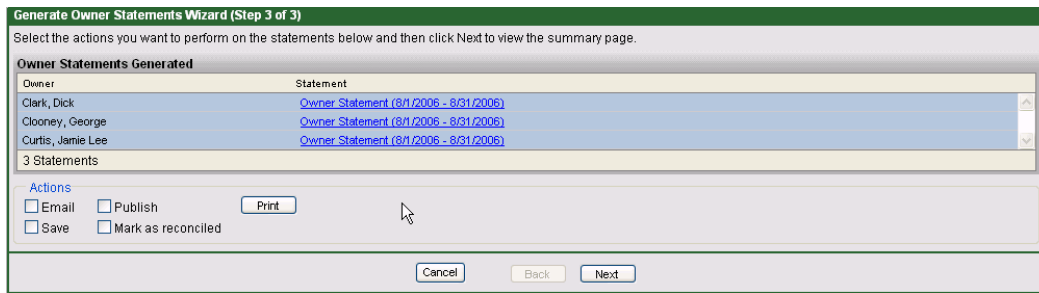 Generate Owner Statements Wizard (Step 3 of 3)
Select the actions you want to perform on the statements below and then click Next to view the summary page.
Owner Statements Generated
Owner Statement
Clark, Dick Owner Statement (8/1/2006 - 8/31/2006)
Clooney, George Owner Statement (8/1/2006 - 8/31/2006)
Curtis, Jamie Lee Owner Statement (8/1/2006 - 8/31/2006)
3 Statements
Actions
Email Publish Print
Save Mark as reconciled
Cancel Back Next